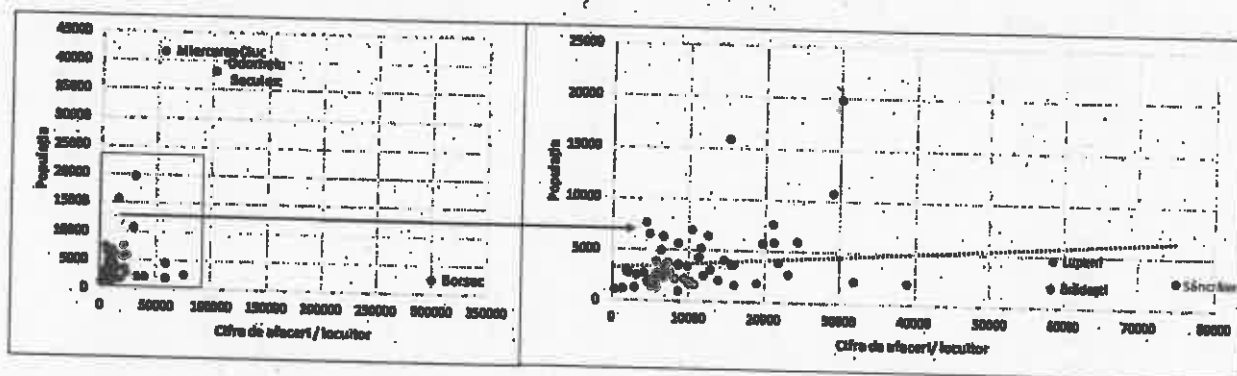 45000
40000
35000
30000
25000
20000
15000
10000
5000
0
Populația
Miercurea Ciuc
Odorheiu
Secuiesc
Borsec
0 50000 100000 150000 200000 250000 300000 350000
Cifra de afaceri / locuitor
25000
20000
15000
10000
5000
0
Populația
Lupeni
Brădești
0 10000 20000 30000 40000 50000 60000 70000 80000
Cifra de afaceri / locuitor